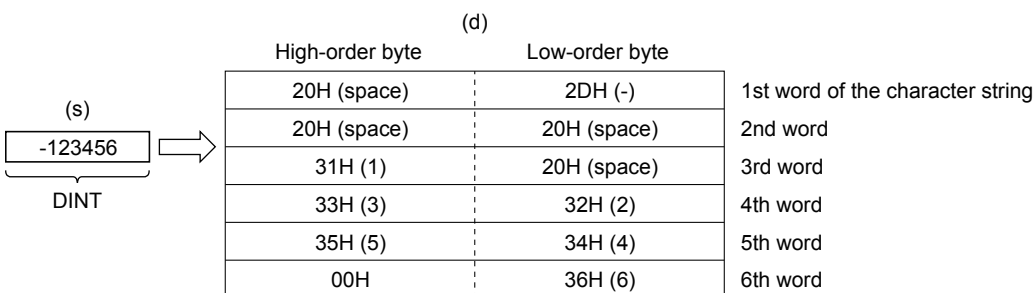 (d)
High-order byte Low-order byte
20H (space) 2DH (-) 1st word of the character string
(s)
20H (space) 20H (space) 2nd word
-123456
31H (1) 20H (space) 3rd word
DINT
33H (3) 32H (2) 4th word
35H (5) 34H (4) 5th word
00H 36H (6) 6th word